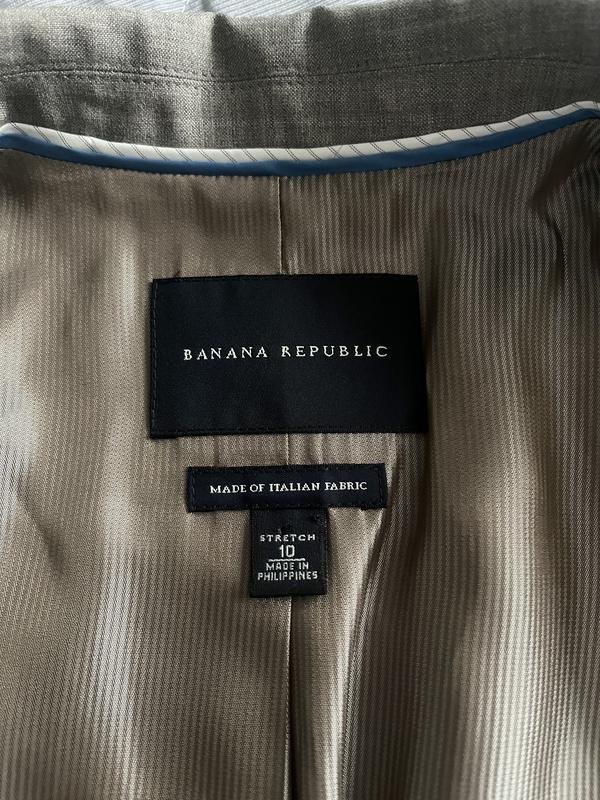 BANANA REPUBLIC
MADE OF ITALIAN FABRIC
STRETCH
10
MADE IN
PHILIPPINES